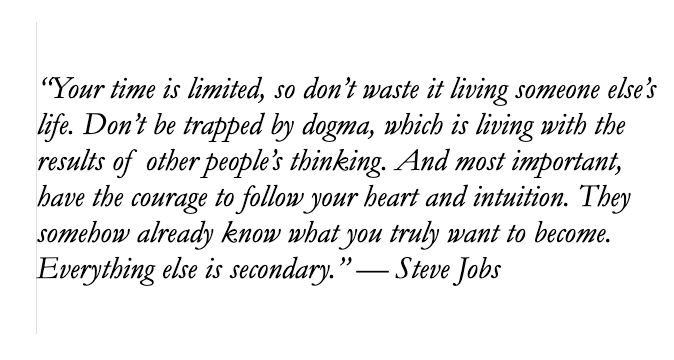 “Your time is limited, so don’t waste it living someone else’s
life. Don’t be trapped by dogma, which is living with the
results of other people’s thinking. And most important,
have the courage to follow your heart and intuition. They
somehow already know what you truly want to become.
Everything else is secondary.” — Steve Jobs